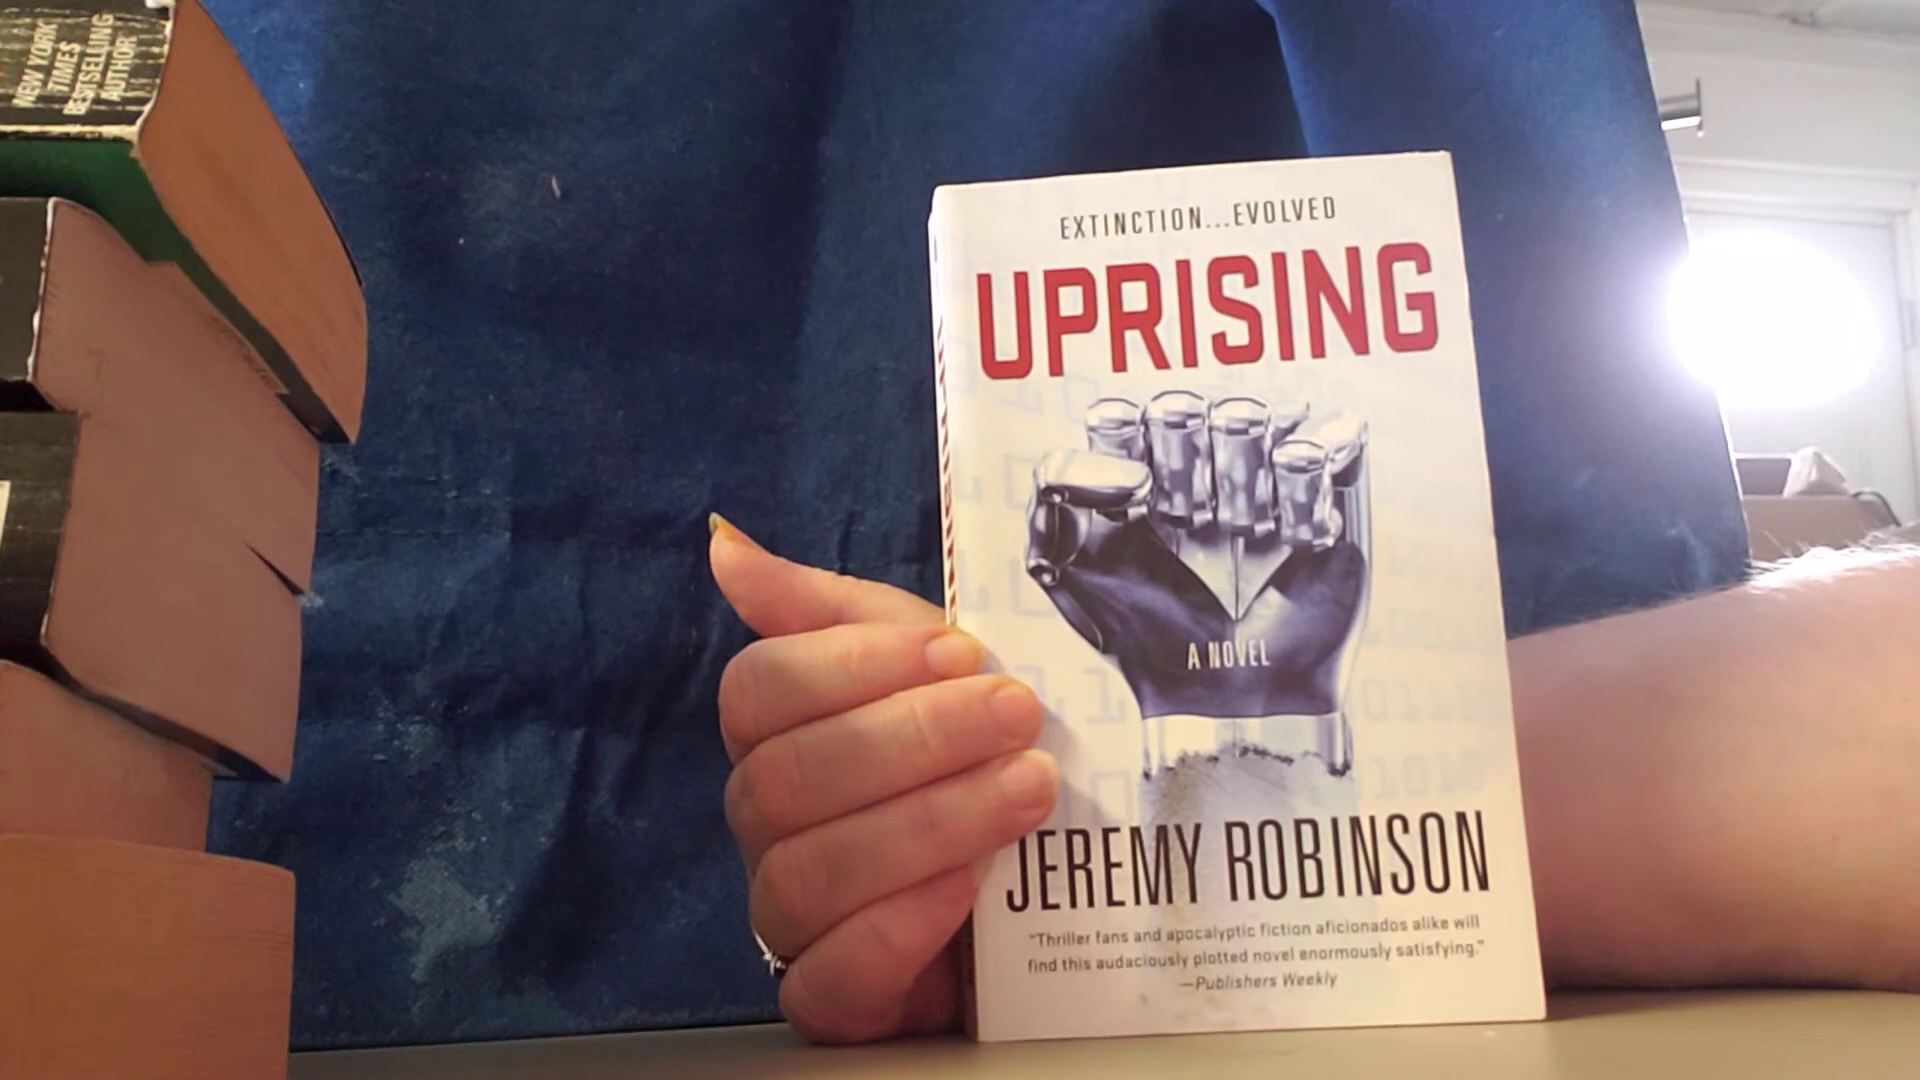 NEW YORK
TIMES
BESTSELLING
AUTHOR
EXTINCTION...EVOLVED
UPRISING
A NOVEL
JEREMY ROBINSON
"Thriller fans and apocalyptic fiction aficionados alike will
find this audaciously plotted novel enormously satisfying."
—Publishers Weekly